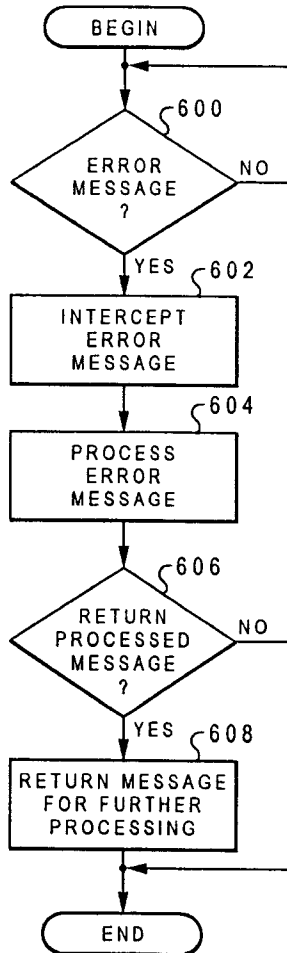 BEGIN
600
ERROR
MESSAGE
?
NO
YES
602
INTERCEPT
ERROR
MESSAGE
604
PROCESS
ERROR
MESSAGE
606
RETURN
PROCESSED
MESSAGE
?
NO
YES
608
RETURN MESSAGE
FOR FURTHER
PROCESSING
END